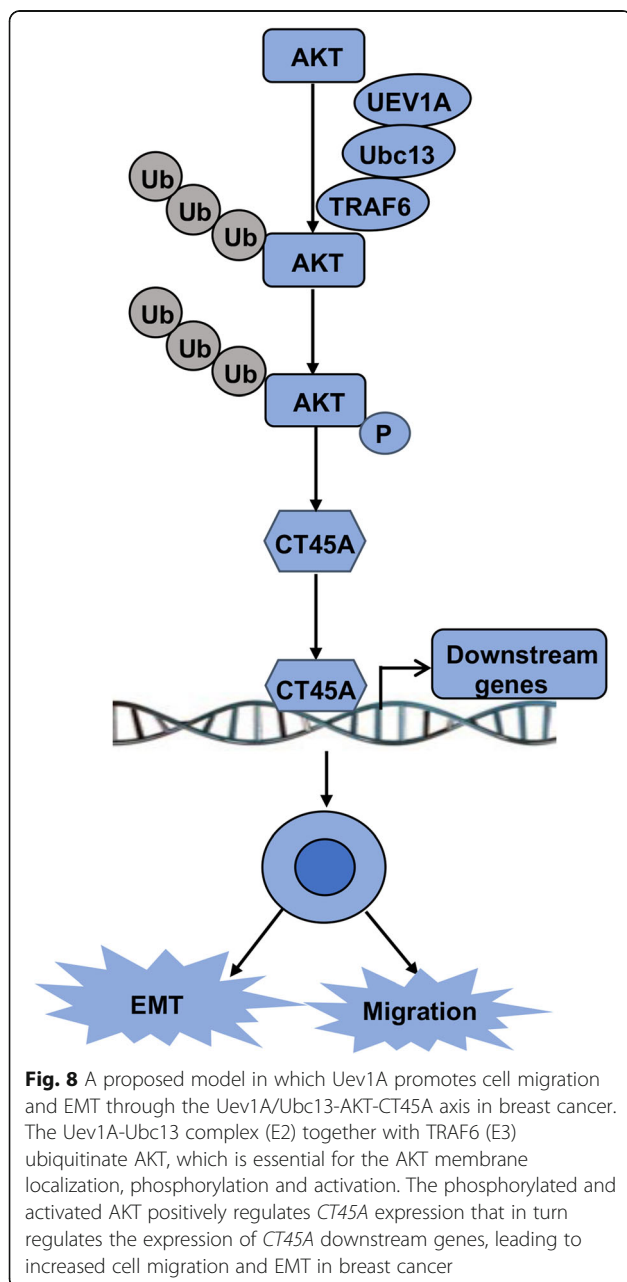 AKT
UEV1A
Ubc13
TRAF6
Ub
Ub
Ub
AKT
Ub
Ub
Ub
AKT
P
CT45A
CT45A
Downstream
genes
EMT
Migration
Fig. 8 A proposed model in which Uev1A promotes cell migration
and EMT through the Uev1A/Ubc13-AKT-CT45A axis in breast cancer.
The Uev1A-Ubc13 complex (E2) together with TRAF6 (E3)
ubiquitinate AKT, which is essential for the AKT membrane
localization, phosphorylation and activation. The phosphorylated and
activated AKT positively regulates CT45A expression that in turn
regulates the expression of CT45A downstream genes, leading to
increased cell migration and EMT in breast cancer